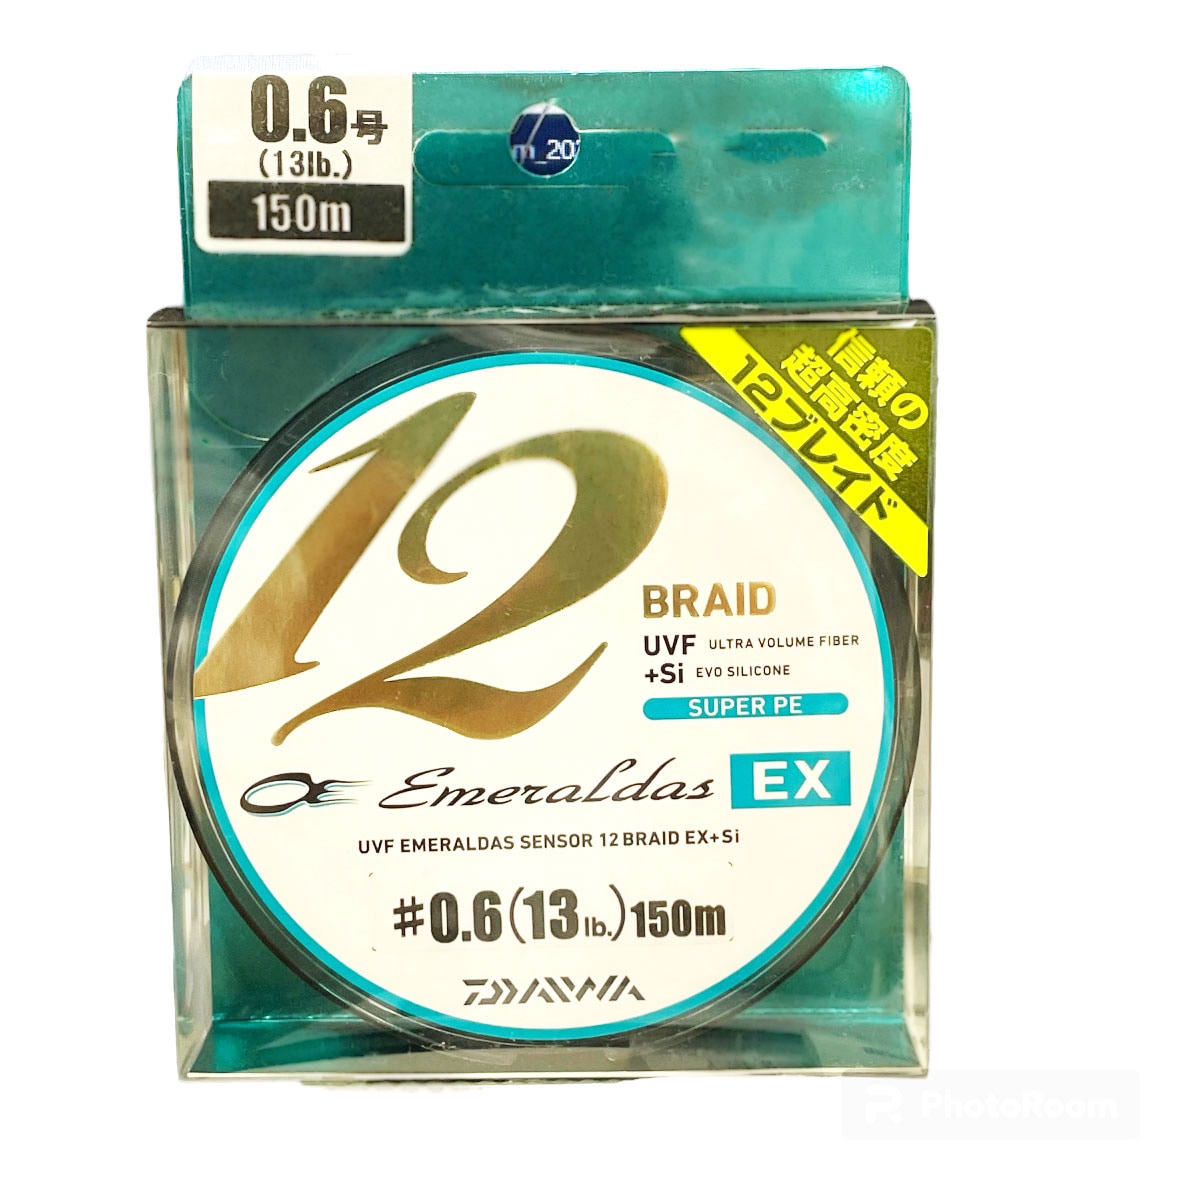 0.6号
(13lb.)
150m
m_202
信頼の
超高密度
12ブレイド
12
BRAID
UVF ULTRA VOLUME FIBER
+Si EVO SILICONE
SUPER PE
Emeraldas EX
UVF EMERALDAS SENSOR 12 BRAID EX+Si
#0.6(13lb.)150m
DAIWA
PhotoRoom